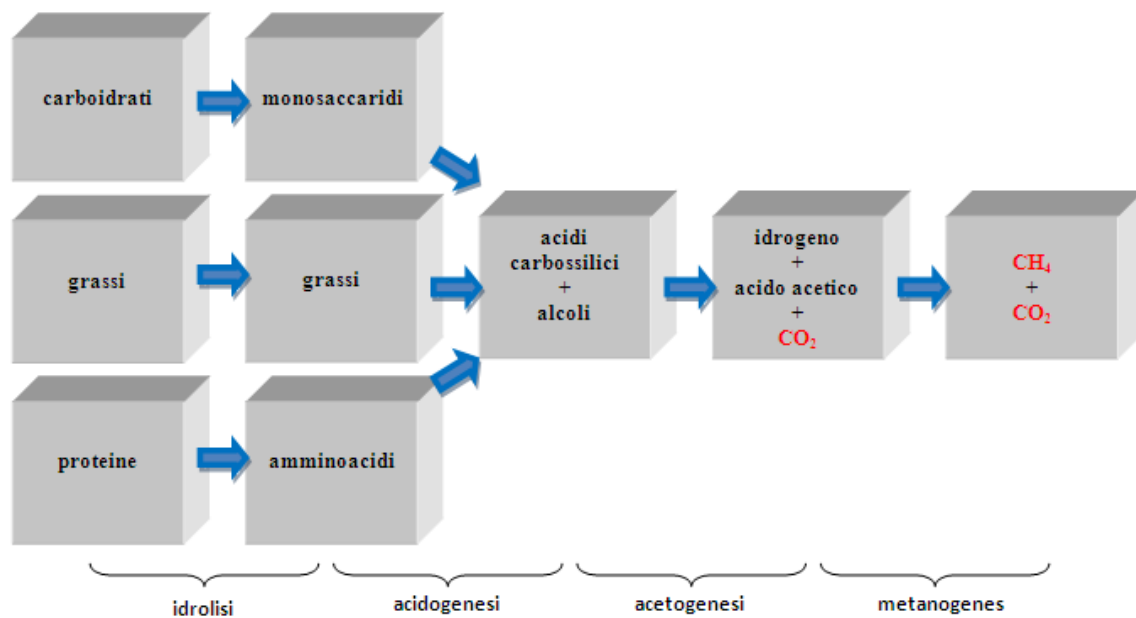 carboidrati
monosaccaridi
grassi
grassi
proteine
amminoacidi
acidi
carbossilici
+
alcoli
idrogeno
+
acido acetico
+
CO₂
CH₄
+
CO₂
idrolisi
acidogenesi
acetogenesi
metanogenes